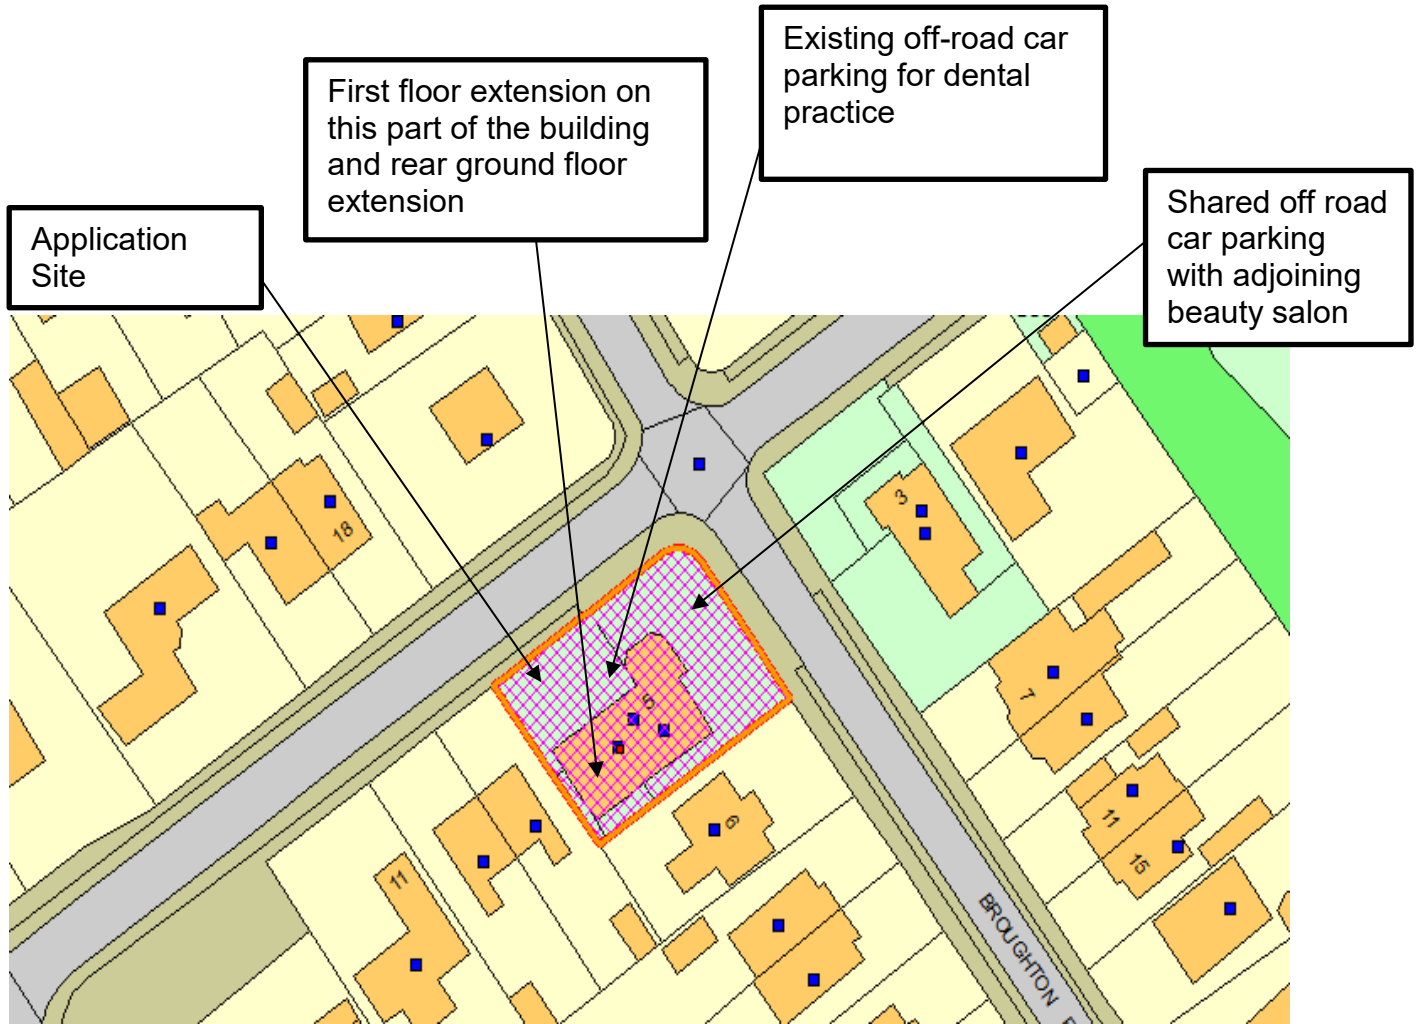 Existing off-road car
parking for dental
practice
First floor extension on
this part of the building
and rear ground floor
extension
Shared off road
car parking
with adjoining
beauty salon
Application
Site
18
3
5
7
6
11
15
11
BROUGHTON